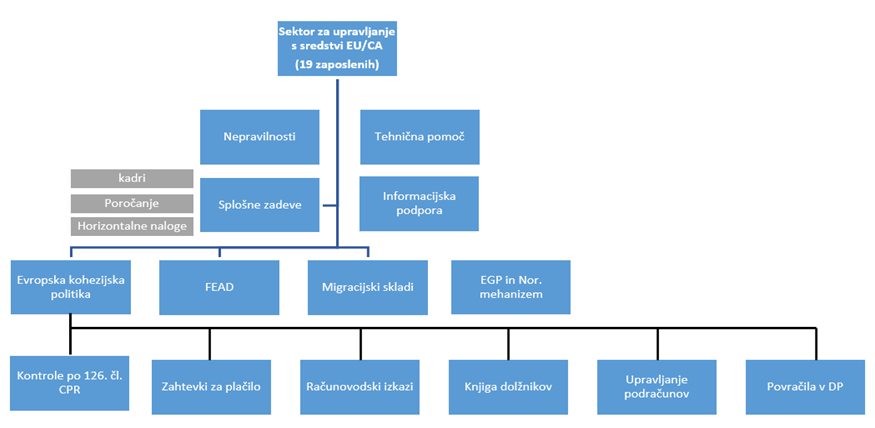 Sektor za upravljanje
s sredstvi EU/CA
(19 zaposlenih)
Nepravilnosti
Tehnična pomoč
kadri
Poročanje
Horizontalne naloge
Splošne zadeve
Informacijska
podpora
Evropska kohezijska
politika
FEAD
Migracijski skladi
EGP in Nor.
mehanizem
Kontrole po 126. čl.
CPR
Zahtevki za plačilo
Računovodski izkazi
Knjiga dolžnikov
Upravljanje
podračunov
Povračila v DP